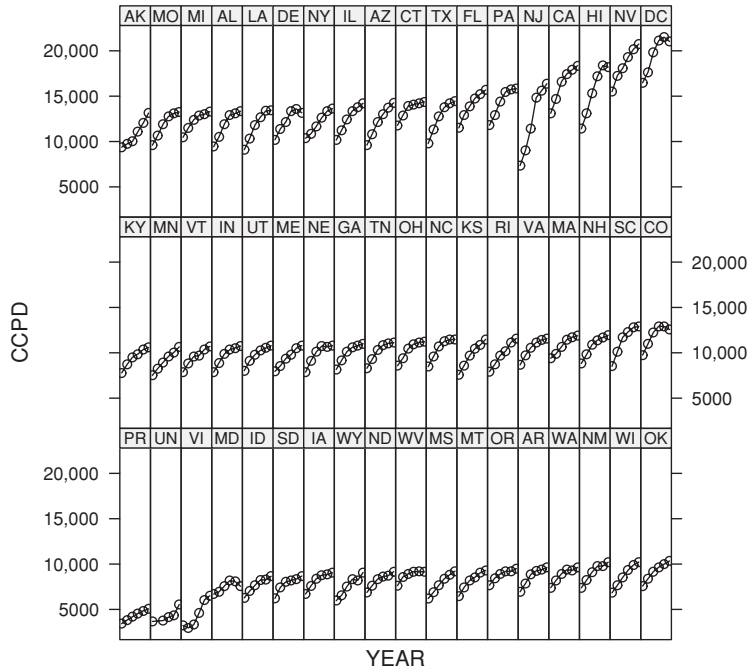 AK MO MI AL LA DE NY IL AZ CT TX FL PA NJ CA HI NV DC
20,000
15,000
10,000
5000
KY MN VT IN UT ME NE GA TN OH NC KS RI VA MA NH SC CO
20,000
15,000
10,000
5000
PR UN VI MD ID SD IA WY ND WV MS MT OR AR WA NM WI OK
20,000
15,000
10,000
5000
CCPD
YEAR